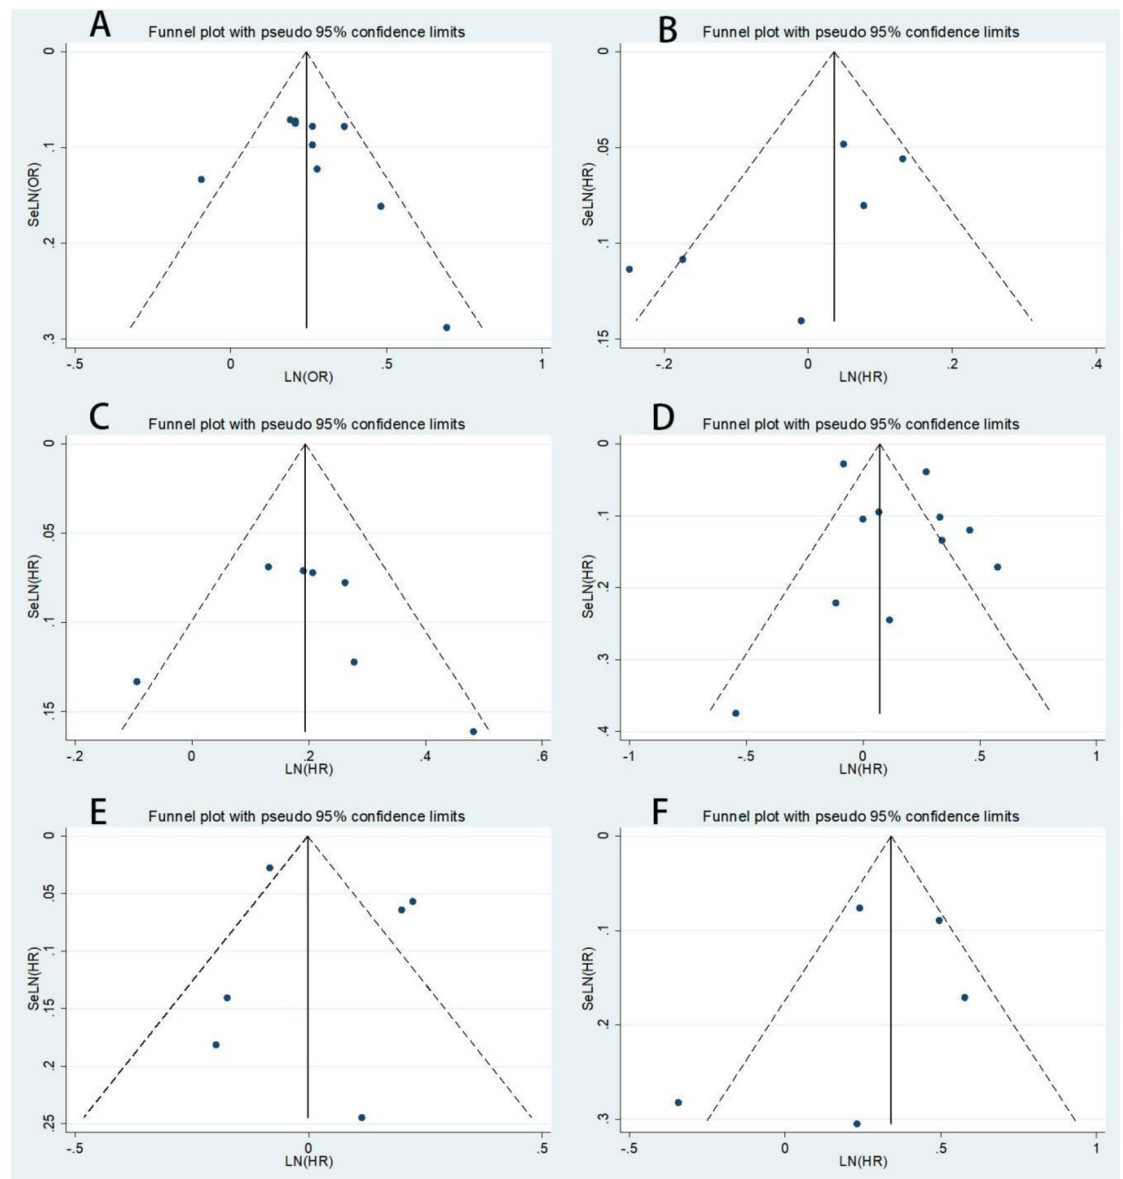 A
Funnel plot with pseudo 95% confidence limits
SeLN(OR)
0
.1
.2
.3
-.5
0
.5
1
LN(OR)
B
Funnel plot with pseudo 95% confidence limits
SeLN(HR)
0
.05
.1
.15
-.2
0
.2
.4
LN(HR)
C
Funnel plot with pseudo 95% confidence limits
SeLN(HR)
0
.05
.1
.15
-.2
0
.2
.4
.6
LN(HR)
D
Funnel plot with pseudo 95% confidence limits
SeLN(HR)
0
.1
.2
.3
.4
-1
-.5
0
.5
1
LN(HR)
E
Funnel plot with pseudo 95% confidence limits
SeLN(HR)
0
.05
.1
.15
.2
.25
-.5
0
.5
LN(HR)
F
Funnel plot with pseudo 95% confidence limits
SeLN(HR)
0
.1
.2
.3
-.5
0
.5
1
LN(HR)